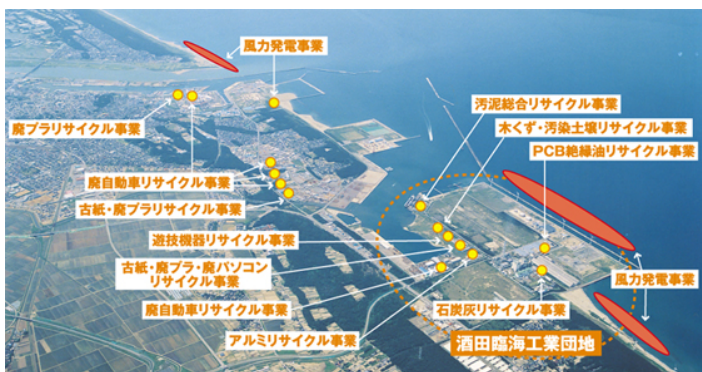 風力発電事業
廃プラリサイクル事業
汚泥総合リサイクル事業
木くず・汚染土壌リサイクル事業
PCB絶縁油リサイクル事業
廃自動車リサイクル事業
古紙・廃プラリサイクル事業
遊技機器リサイクル事業
古紙・廃プラ・廃パソコン
リサイクル事業
廃自動車リサイクル事業
アルミリサイクル事業
石炭灰リサイクル事業
風力発電事業
酒田臨海工業団地